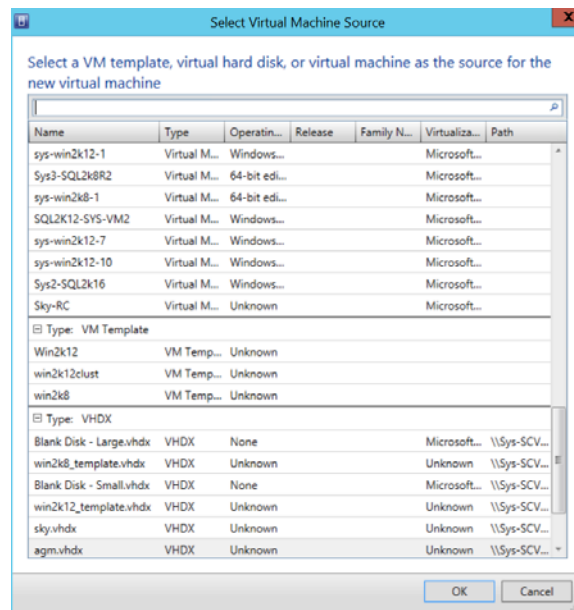 Select Virtual Machine Source
X
Select a VM template, virtual hard disk, or virtual machine as the source for the
new virtual machine
Name Type Operatin... Release Family N... Virtualiza... Path
sys-win2k12-1 Virtual M... Windows... Microsoft...
Sys3-SQL2k8R2 Virtual M... 64-bit edi...
sys-win2k8-1 Virtual M... 64-bit edi... Microsoft...
SQL2K12-SYS-VM2 Virtual M... Windows... Microsoft...
sys-win2k12-7 Virtual M... Windows... Microsoft...
sys-win2k12-10 Virtual M... Windows... Microsoft...
Sys2-SQL2k16 Virtual M... Windows... Microsoft...
Sky-RC Virtual M... Unknown Microsoft...
Type: VM Template
Win2k12 VM Temp... Unknown
win2k12clust VM Temp... Unknown
win2k8 VM Temp... Unknown
Type: VHDX
Blank Disk - Large.vhdx VHDX None Microsoft... \\Sys-SCV...
win2k8_template.vhdx VHDX Unknown Unknown \\Sys-SCV...
Blank Disk - Small.vhdx VHDX None Microsoft... \\Sys-SCV...
win2k12_template.vhdx VHDX Unknown Unknown \\Sys-SCV...
sky.vhdx VHDX Unknown Unknown \\Sys-SCV...
agm.vhdx VHDX Unknown Unknown \\Sys-SCV...
OK Cancel